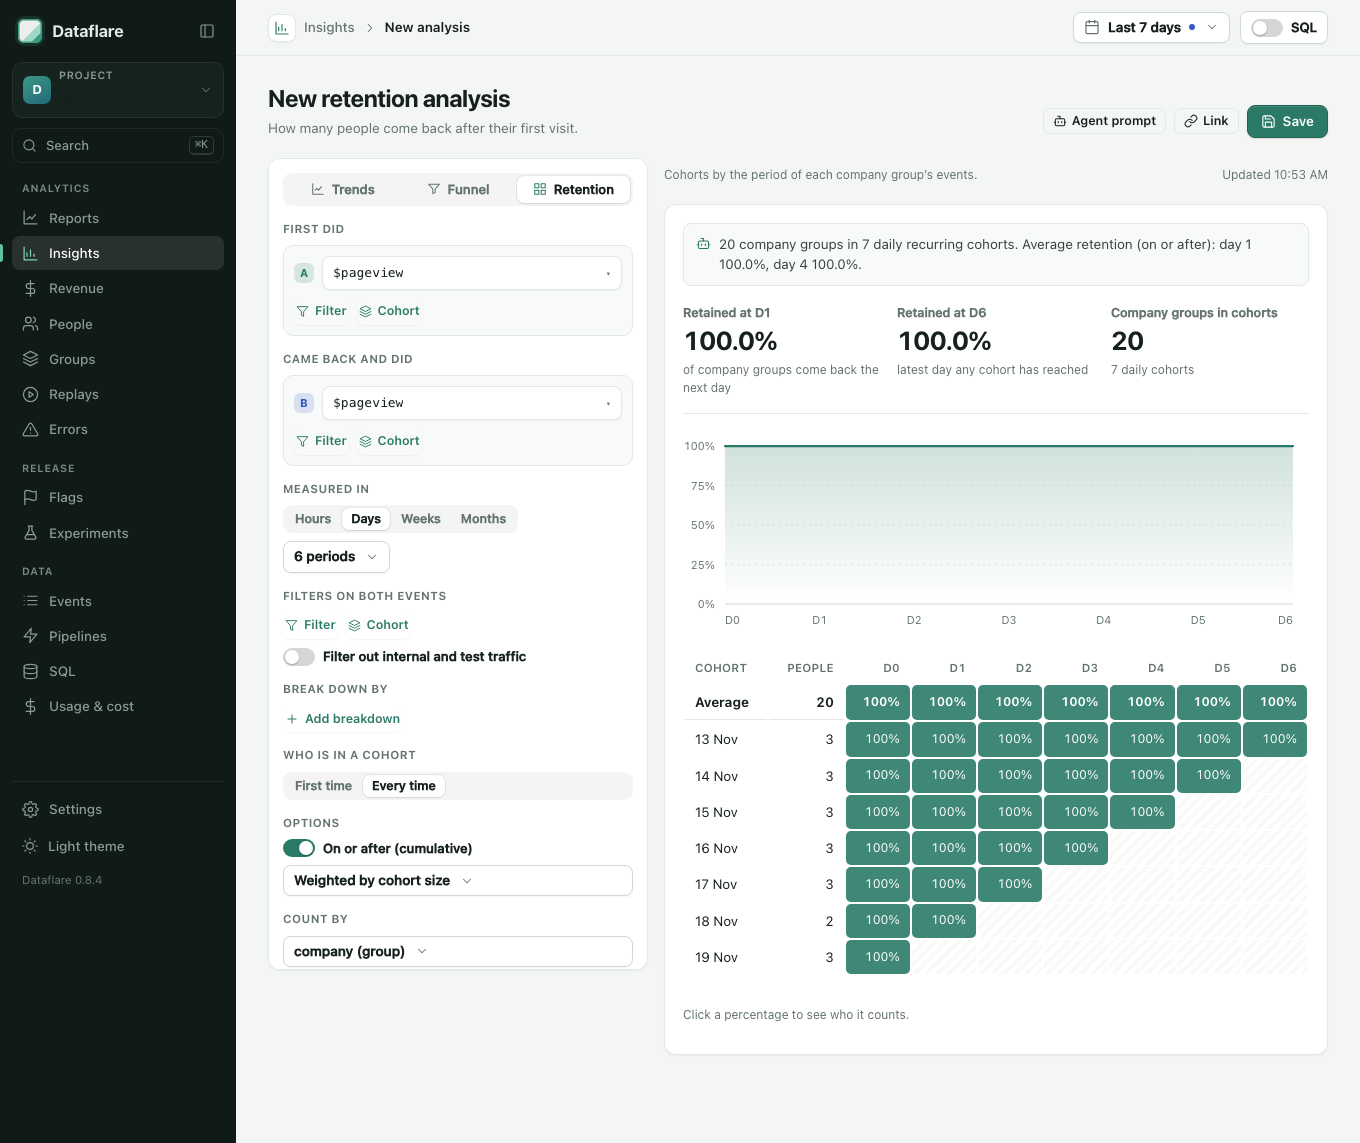 Dataflare
PROJECT
D
Search
⌘K
ANALYTICS
Reports
Insights
Revenue
People
Groups
Replays
Errors
RELEASE
Flags
Experiments
DATA
Events
Pipelines
SQL
Usage & cost
Settings
Light theme
Dataflare 0.8.4
Insights > New analysis
Last 7 days
SQL
New retention analysis
How many people come back after their first visit.
Agent prompt
Link
Save
Trends
Funnel
Retention
FIRST DID
A $pageview
Filter Cohort
CAME BACK AND DID
B $pageview
Filter Cohort
MEASURED IN
Hours Days Weeks Months
6 periods
FILTERS ON BOTH EVENTS
Filter Cohort
Filter out internal and test traffic
BREAK DOWN BY
+ Add breakdown
WHO IS IN A COHORT
First time Every time
OPTIONS
On or after (cumulative)
Weighted by cohort size
COUNT BY
company (group)
Cohorts by the period of each company group's events.
Updated 10:53 AM
20 company groups in 7 daily recurring cohorts. Average retention (on or after): day 1
100.0%, day 4 100.0%.
Retained at D1
100.0%
of company groups come back the
next day
Retained at D6
100.0%
latest day any cohort has reached
Company groups in cohorts
20
7 daily cohorts
100%
75%
50%
25%
0%
D0 D1 D2 D3 D4 D5 D6
COHORT PEOPLE D0 D1 D2 D3 D4 D5 D6
Average 20 100% 100% 100% 100% 100% 100% 100%
13 Nov 3 100% 100% 100% 100% 100% 100% 100%
14 Nov 3 100% 100% 100% 100% 100% 100%
15 Nov 3 100% 100% 100% 100% 100%
16 Nov 3 100% 100% 100% 100%
17 Nov 3 100% 100% 100%
18 Nov 2 100% 100%
19 Nov 3 100%
Click a percentage to see who it counts.